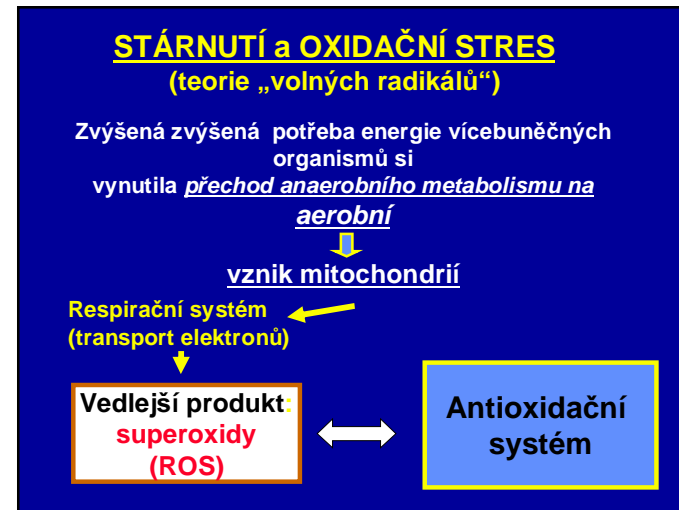 STÁRNUTÍ a OXIDAČNÍ STRES
(teorie „volných radikálů“)
Zvýšená zvýšená potřeba energie vícebuněčných
organismů si
vynutila přechod anaerobního metabolismu na
aerobní
vznik mitochondrií
Respirační systém
(transport elektronů)
Vedlejší produkt:
superoxidy
(ROS)
Antioxidační
systém